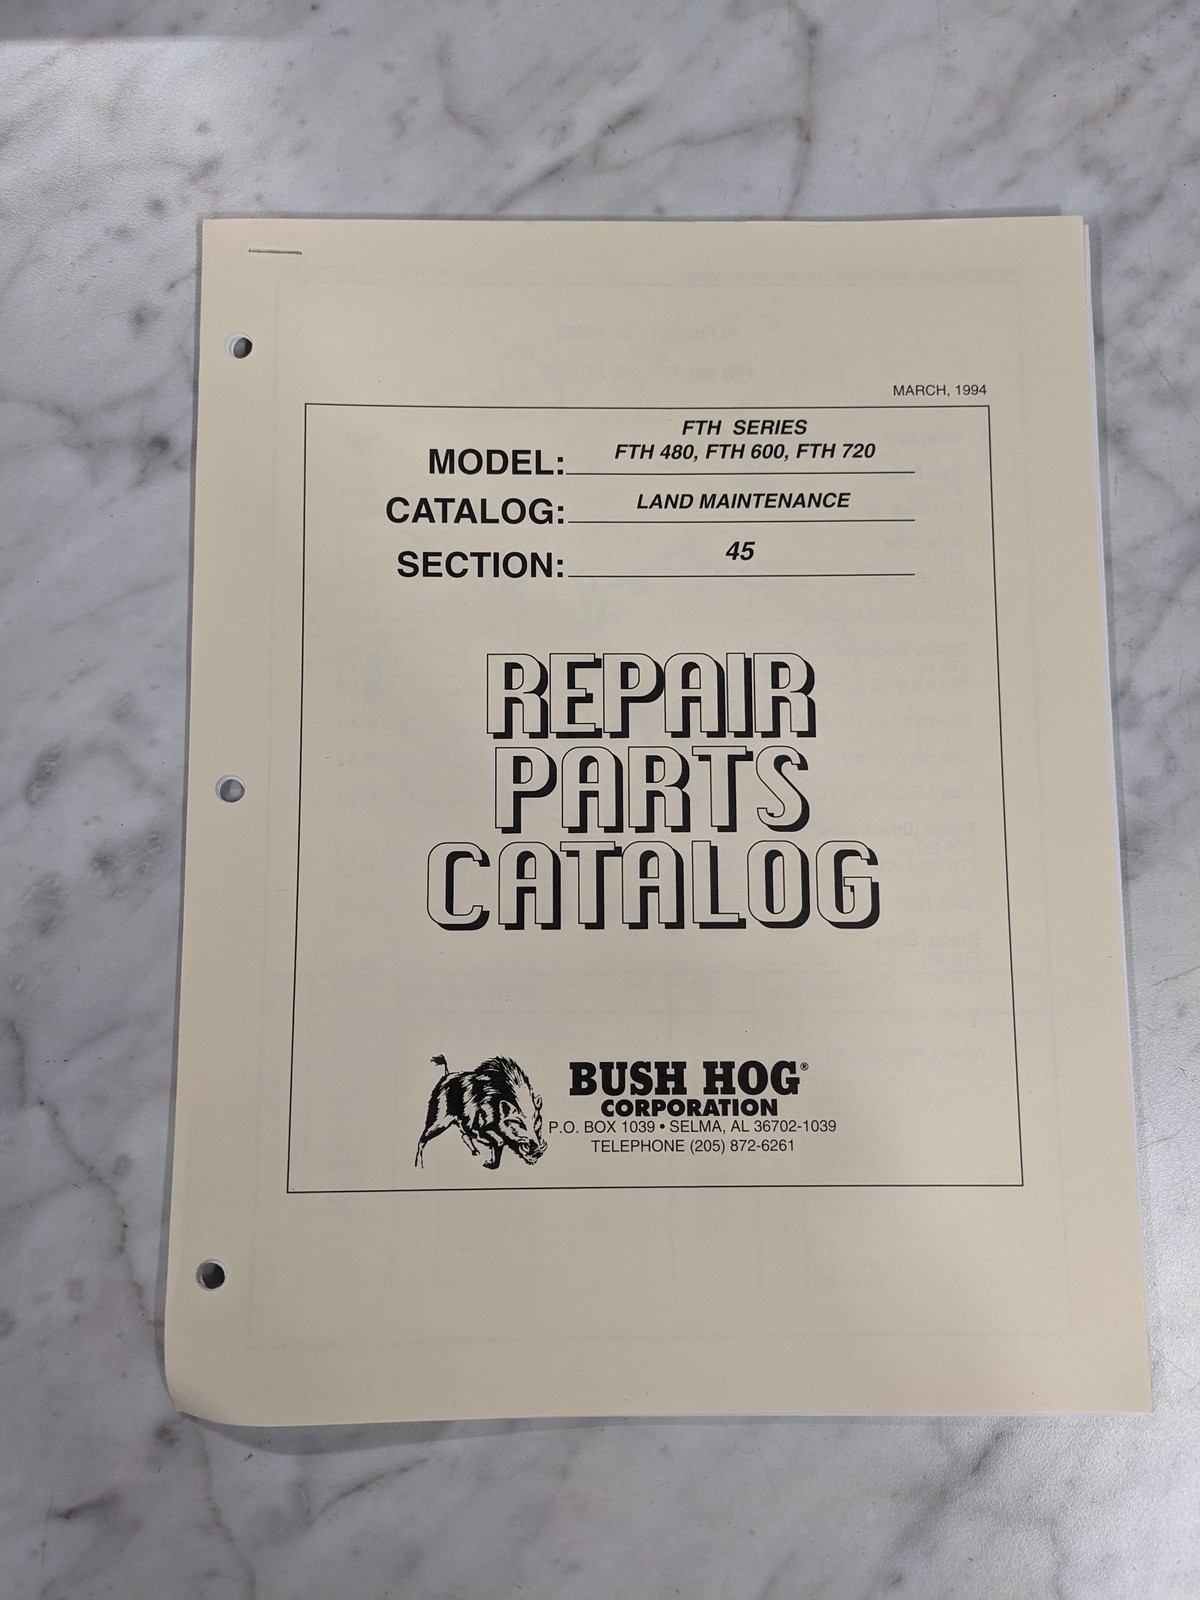 MARCH, 1994
FTH SERIES
MODEL: FTH 480, FTH 600, FTH 720
CATALOG: LAND MAINTENANCE
SECTION: 45
REPAIR
PARTS
CATALOG
BUSH HOG®
CORPORATION
P.O. BOX 1039 • SELMA, AL 36702-1039
TELEPHONE (205) 872-6261